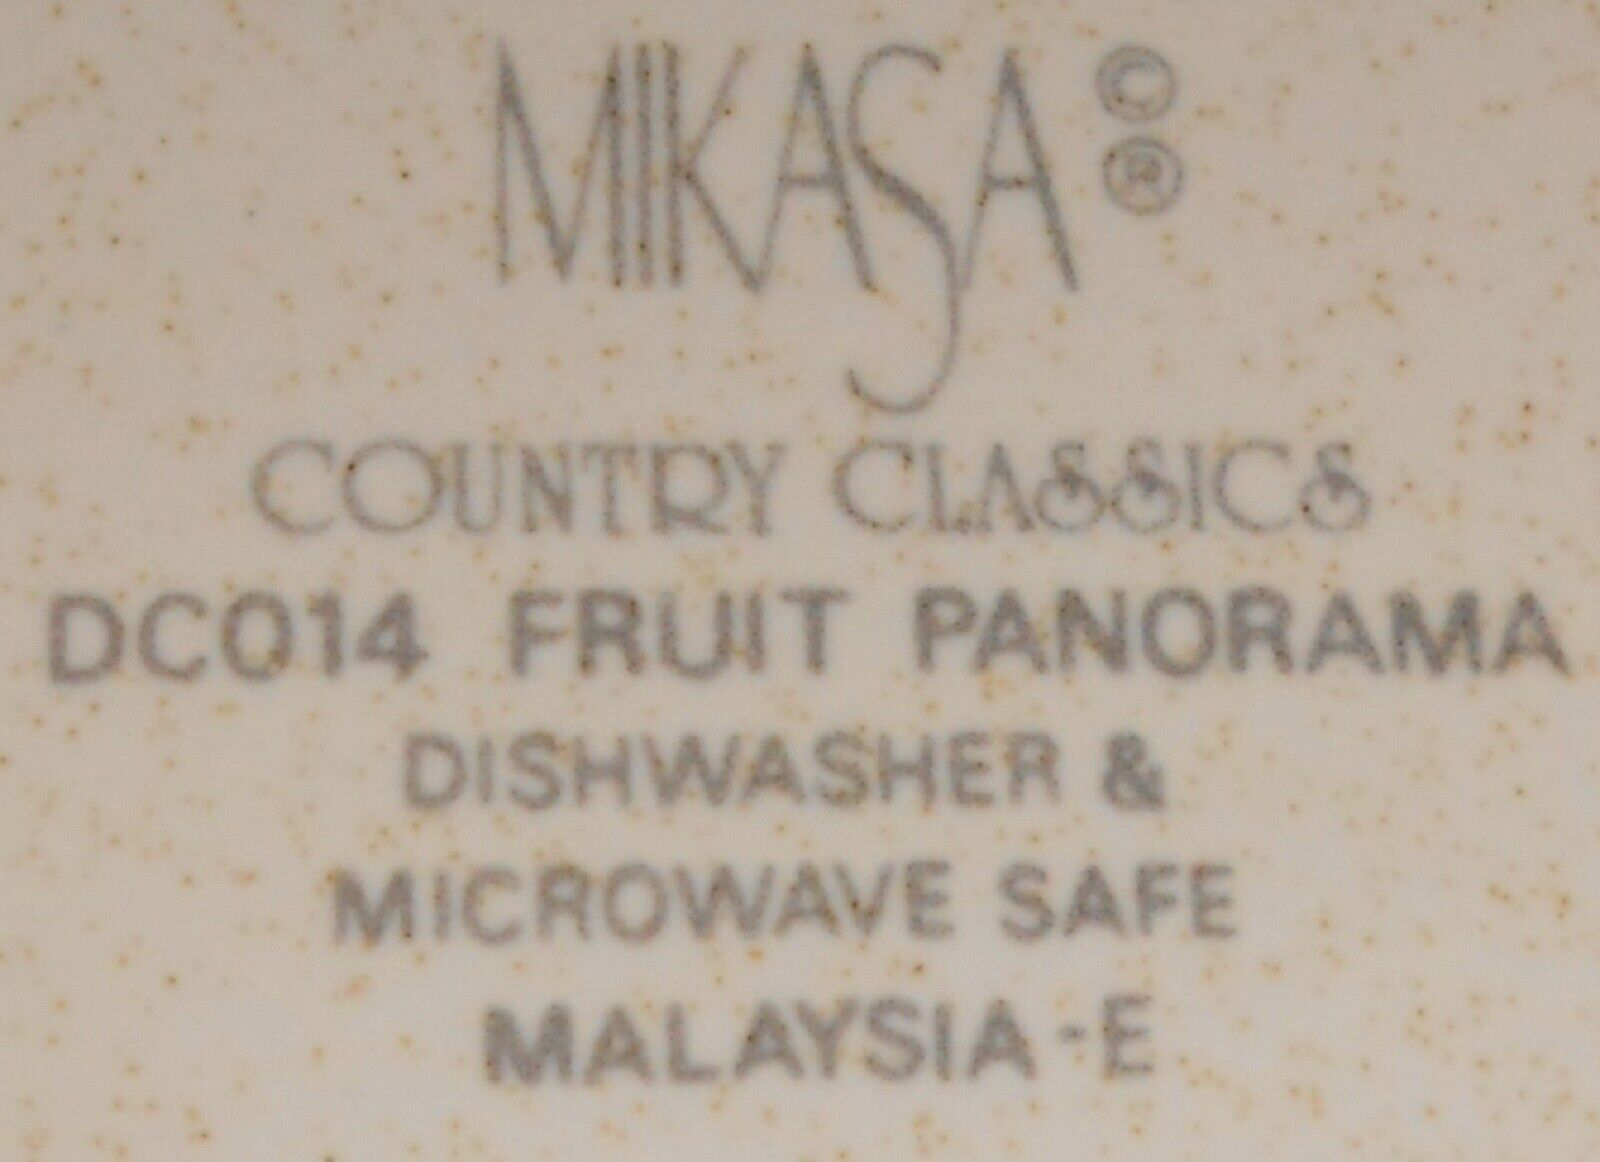 MIKASA ©
®
COUNTRY CLASSICS
DC014 FRUIT PANORAMA
DISHWASHER &
MICROWAVE SAFE
MALAYSIA -E